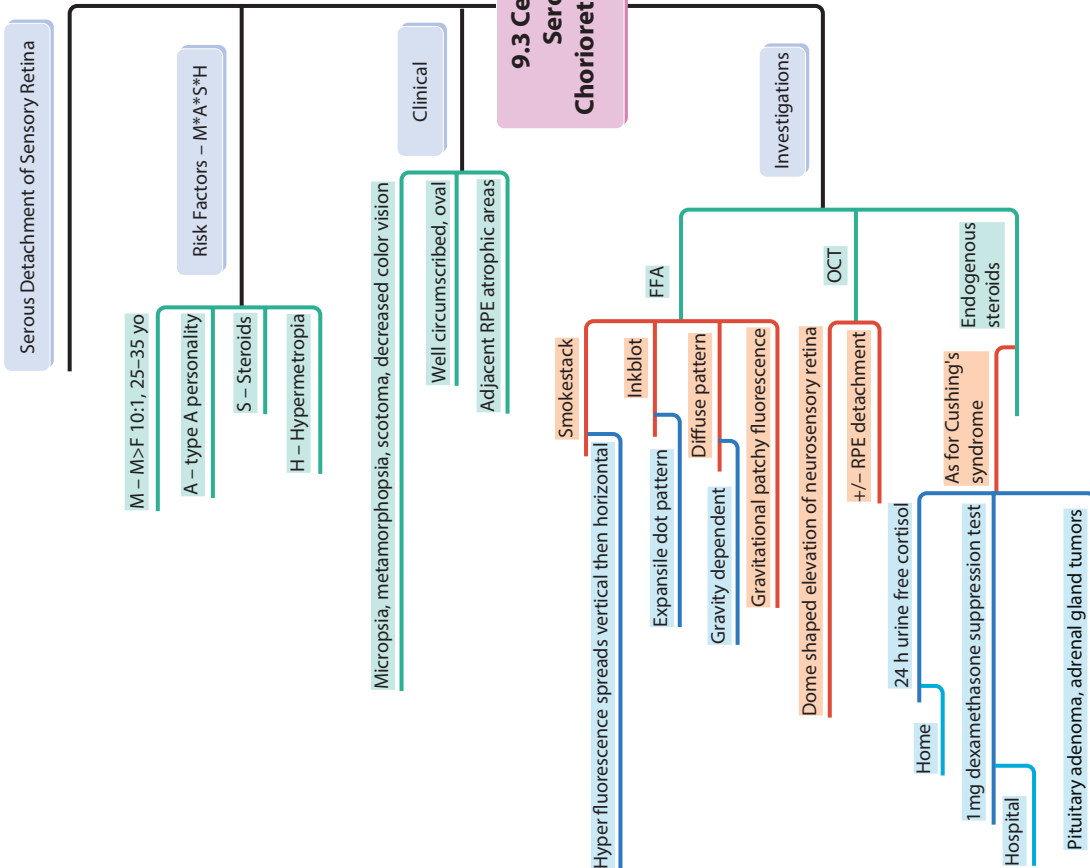 9.3 Ce
Sero
Chorioret
Serous Detachment of Sensory Retina
Risk Factors – M*A*S*H
M – M>F 10:1, 25–35 yo
A – type A personality
S – Steroids
H – Hypermetropia
Clinical
Micropsia, metamorphopsia, scotoma, decreased color vision
Well circumscribed, oval
Adjacent RPE atrophic areas
Investigations
FFA
Smokestack
Hyper fluorescence spreads vertical then horizontal
Inkblot
Expansile dot pattern
Diffuse pattern
Gravity dependent
Gravitational patchy fluorescence
OCT
Dome shaped elevation of neurosensory retina
+/– RPE detachment
Endogenous
steroids
As for Cushing's
syndrome
24 h urine free cortisol
Home
1mg dexamethasone suppression test
Hospital
Pituitary adenoma, adrenal gland tumors